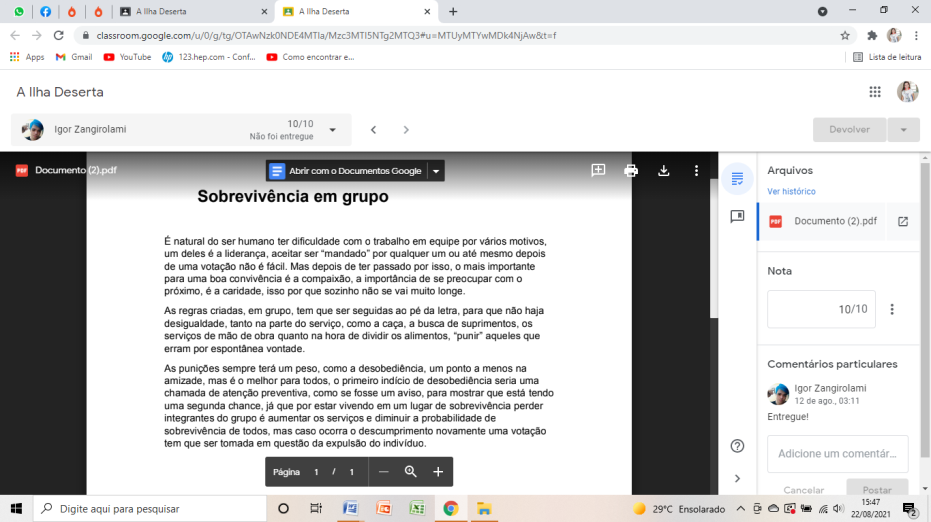 A Ilha Deserta
A Ilha Deserta
classroom.google.com/u/0/g/tg/OTAwNzk0NDE4MTIa/Mzc3MTI5NTg2MTQ3#u=MTUyMTYwMDk4NjAw&t=f
Apps Gmail YouTube 123.hep.com - Conf... Como encontrar e... Lista de leitura
A Ilha Deserta
Igor Zangirolami
10/10
Não foi entregue
Devolver
PDF Documento (2).pdf
Abrir com o Documentos Google
Sobrevivência em grupo
É natural do ser humano ter dificuldade com o trabalho em equipe por vários motivos,
um deles é a liderança, aceitar ser “mandado” por qualquer um ou até mesmo depois
de uma votação não é fácil. Mas depois de ter passado por isso, o mais importante
para uma boa convivência é a compaixão, a importância de se preocupar com o
próximo, é a caridade, isso por que sozinho não se vai muito longe.
As regras criadas, em grupo, tem que ser seguidas ao pé da letra, para que não haja
desigualdade, tanto na parte do serviço, como a caça, a busca de suprimentos, os
serviços de mão de obra quanto na hora de dividir os alimentos, “punir” aqueles que
erram por espontânea vontade.
As punições sempre terá um peso, como a desobediência, um ponto a menos na
amizade, mas é o melhor para todos, o primeiro indício de desobediência seria uma
chamada de atenção preventiva, como se fosse um aviso, para mostrar que está tendo
uma segunda chance, já que por estar vivendo em um lugar de sobrevivência perder
integrantes do grupo é aumentar os serviços e diminuir a probabilidade de
sobrevivência de todos, mas caso ocorra o descumprimento novamente uma votação
tem que ser tomada em questão da expulsão do indivíduo.
Página 1 / 1
Arquivos
Ver histórico
PDF Documento (2).pdf
Nota
10/10
Comentários particulares
Igor Zangirolami
12 de ago., 03:11
Entregue!
Adicione um comentár...
Cancelar Postar
Digite aqui para pesquisar
29°C Ensolarado
15:47
22/08/2021
2